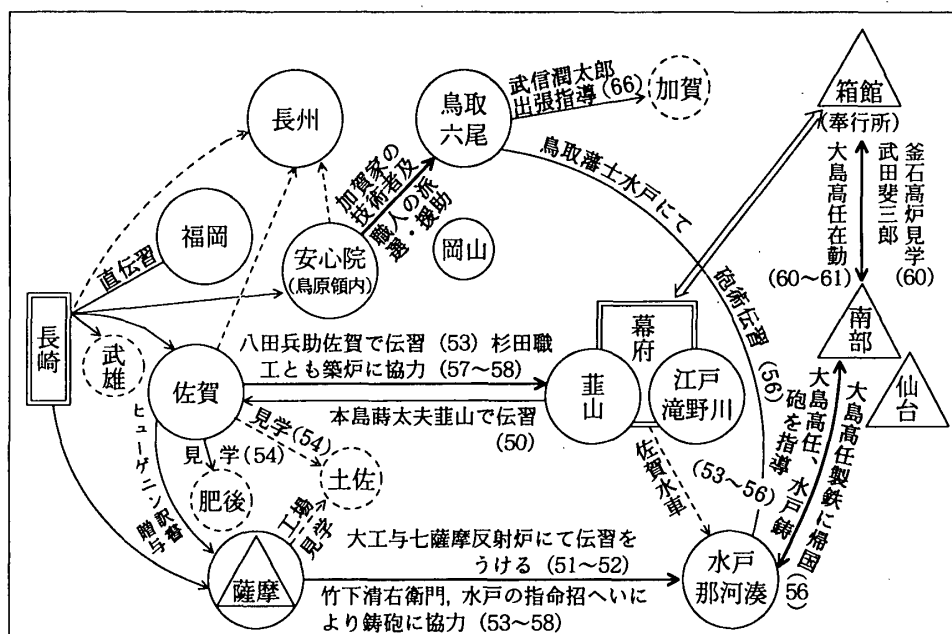 長州
鳥取
六尾
武信潤太郎
出張指導(66)
加賀
箱館
(奉行所)
加賀家の
技術者及
職人の派
遣・援助
鳥取藩士水戸にて
砲術伝習(56)
大島高任在勤
(60〜61)
武田斐三郎
釜石高炉見学
(60)
福岡
直伝習
安心院
(島原領内)
岡山
長崎
武雄
佐賀
八田兵助佐賀で伝習(53)杉田職
工とも築炉に協力(57〜58)
本島蒔太夫韮山で伝習
(50)
幕府
韮山
江戸
滝野川
南部
仙台
見学(54)
見学(54)
肥後
土佐
工場
見学
ヒューゲニン訳書
贈与
佐賀水車
(53〜56)
大島高任、水戸鋳
砲を指導
大島高任製鉄に帰国
(56)
薩摩
大工与七薩摩反射炉にて伝習を
うける(51〜52)
竹下清右衛門,水戸の指命招へいに
より鋳砲に協力(53〜58)
水戸
那河湊